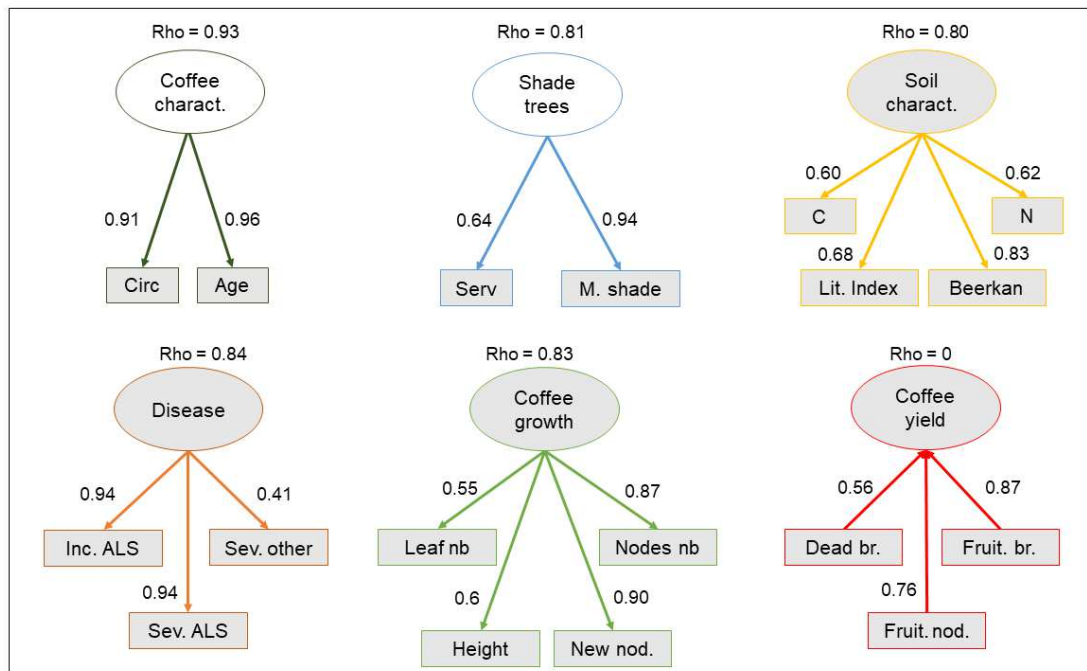 Rho = 0.93
Coffee
charact.
0.91
0.96
Circ
Age
Rho = 0.81
Shade
trees
0.64
0.94
Serv
M. shade
Rho = 0.80
Soil
charact.
0.60
0.62
C
N
0.68
0.83
Lit. Index
Beerkan
Rho = 0.84
Disease
0.94
0.41
Inc. ALS
Sev. other
0.94
Sev. ALS
Rho = 0.83
Coffee
growth
0.55
0.87
Leaf nb
Nodes nb
0.6
0.90
Height
New nod.
Rho = 0
Coffee
yield
0.56
0.87
Dead br.
Fruit. br.
0.76
Fruit. nod.